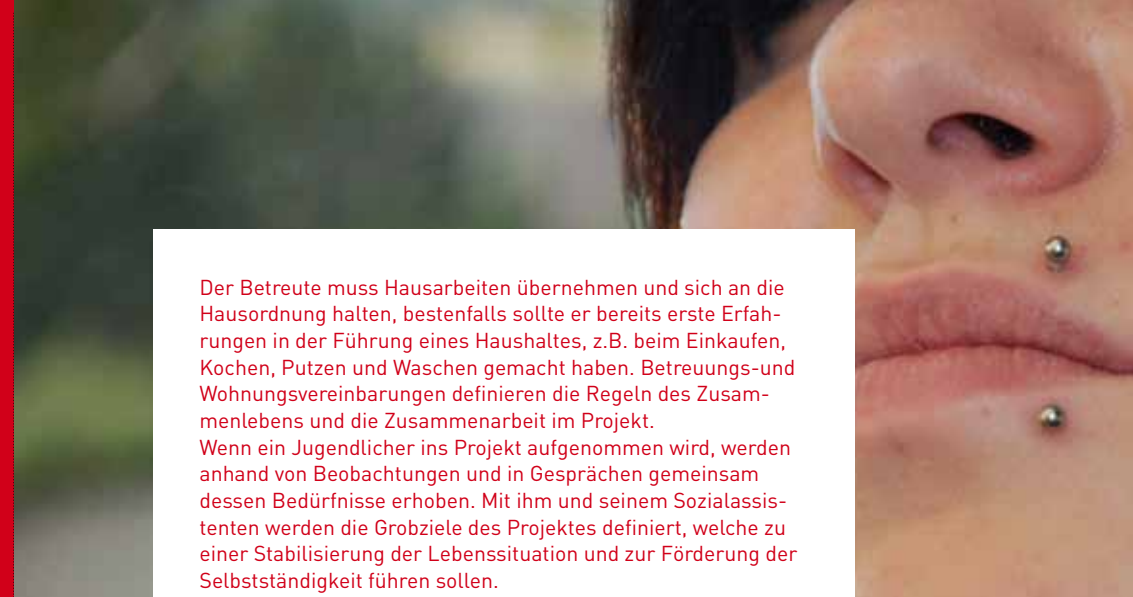 Der Betreute muss Hausarbeiten übernehmen und sich an die
Hausordnung halten, bestenfalls sollte er bereits erste Erfah-
rungen in der Führung eines Haushaltes, z.B. beim Einkaufen,
Kochen, Putzen und Waschen gemacht haben. Betreuungs-und
Wohnungsvereinbarungen definieren die Regeln des Zusam-
menlebens und die Zusammenarbeit im Projekt.
Wenn ein Jugendlicher ins Projekt aufgenommen wird, werden
anhand von Beobachtungen und in Gesprächen gemeinsam
dessen Bedürfnisse erhoben. Mit ihm und seinem Sozialassis-
tenten werden die Grobziele des Projektes definiert, welche zu
einer Stabilisierung der Lebenssituation und zur Förderung der
Selbstständigkeit führen sollen.